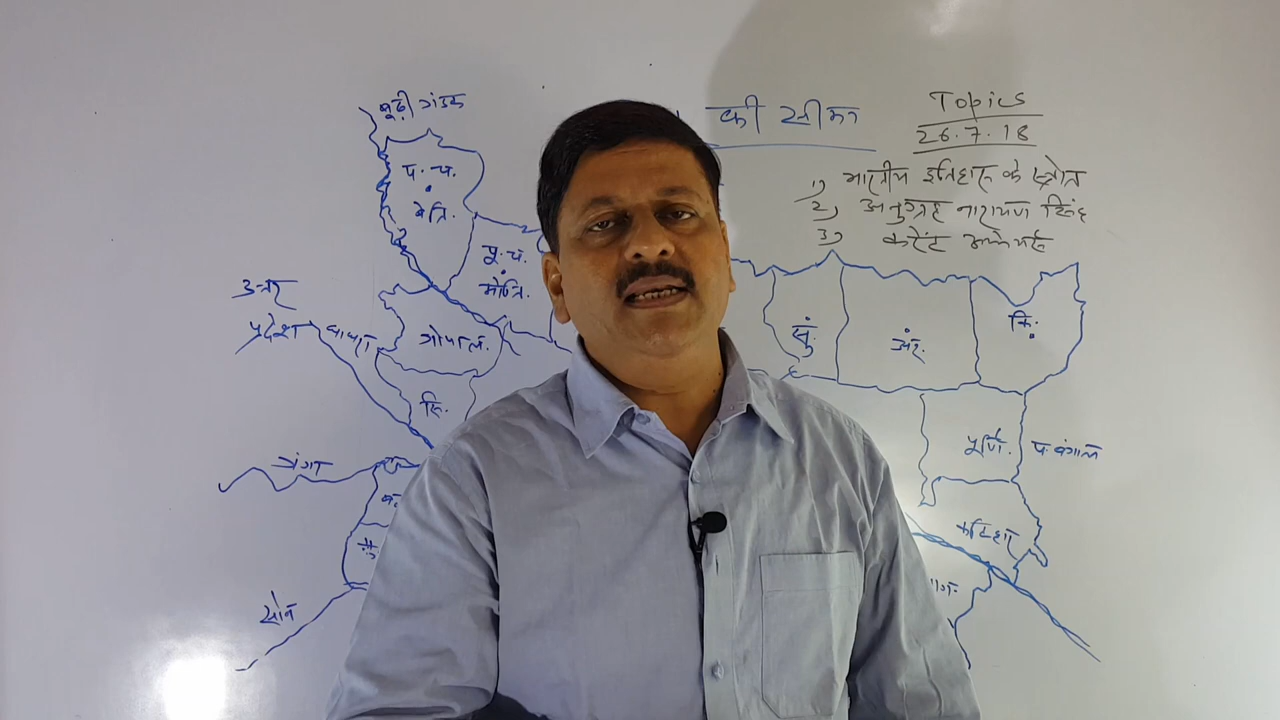 बूढ़ी गंडक
की सीमा
Topics
26.7.18
1) भारतीय इतिहास के स्त्रोत
2) अनुग्रह नारायण सिंह
3) करेंट अफेयर्स
प. च.
बेति.
पू. चं.
मोति.
उत्तर
प्रदेश
घाघरा
गोपाल.
सि.
सु
अर.
कि.
गंगा
पूर्णि.
प. बंगाल
कटिहार
सोन